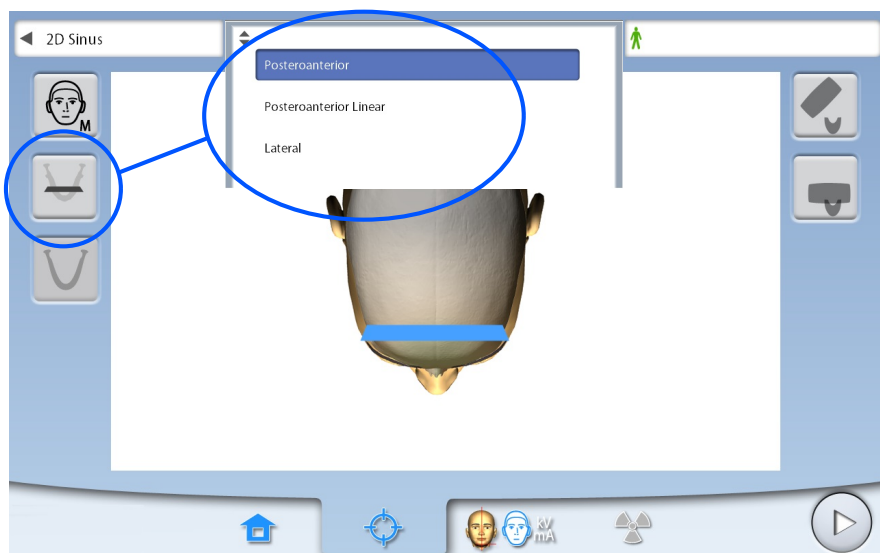 2D Sinus
Posteroanterior
Posteroanterior Linear
Lateral
M
kV
mA